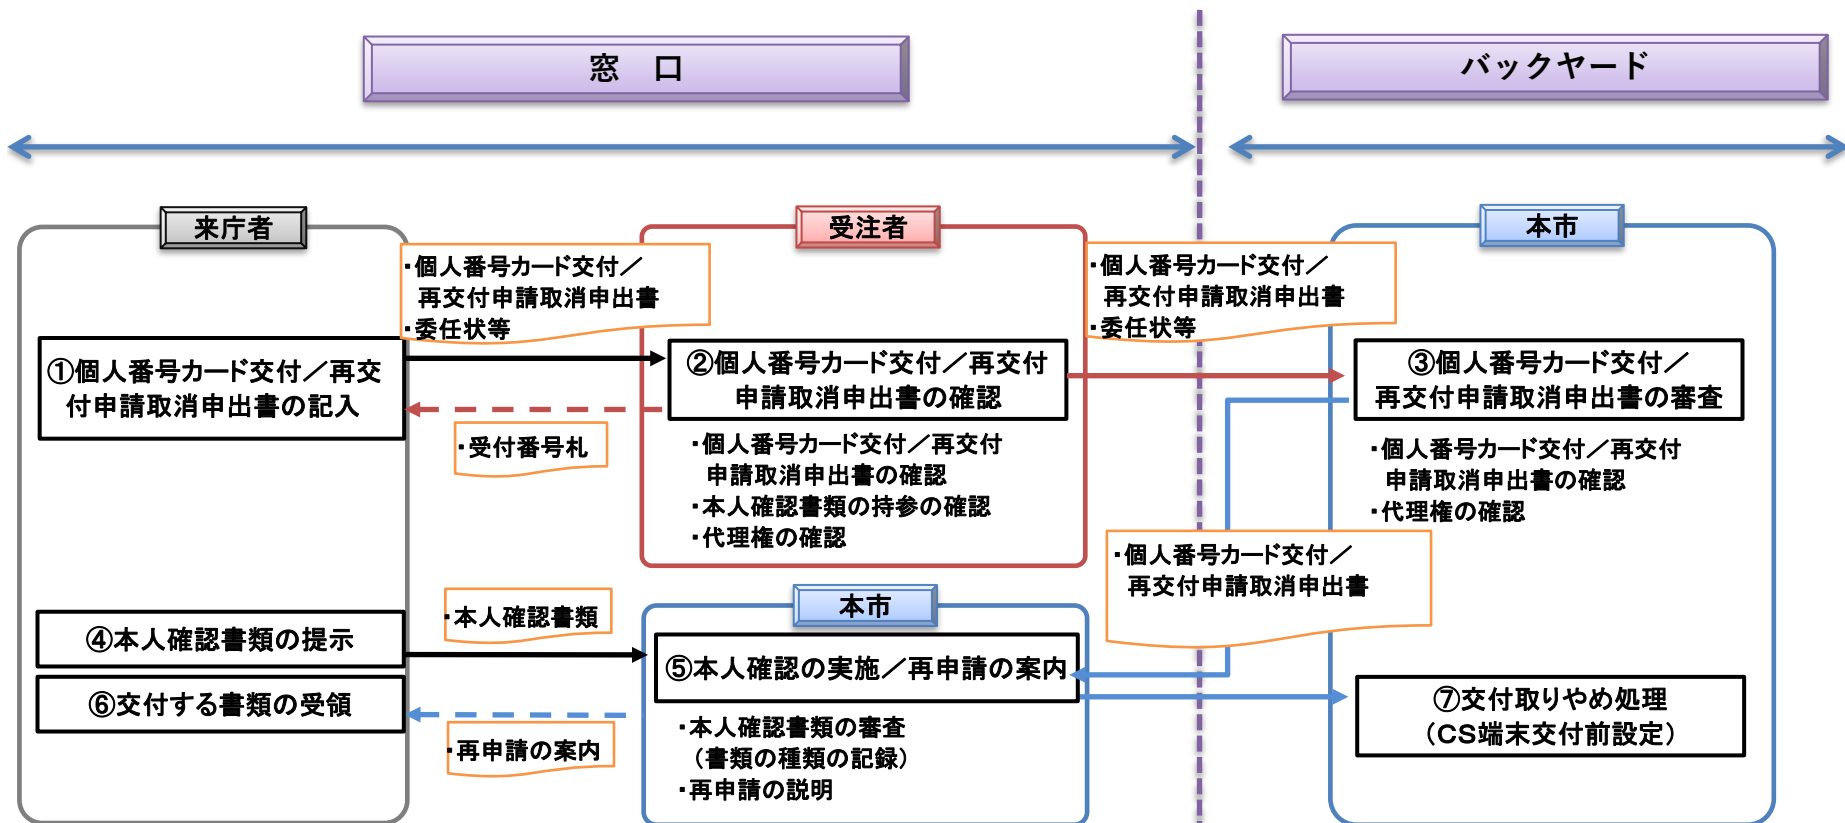 窓　口
バックヤード
来庁者
受注者
本市
・個人番号カード交付／
再交付申請取消申出書
・委任状等
・個人番号カード交付／
再交付申請取消申出書
・委任状等
①個人番号カード交付／再交
付申請取消申出書の記入
②個人番号カード交付／再交付
申請取消申出書の確認
③個人番号カード交付／
再交付申請取消申出書の審査
・受付番号札
・個人番号カード交付／再交付
申請取消申出書の確認
・本人確認書類の持参の確認
・代理権の確認
・個人番号カード交付／再交付
申請取消申出書の確認
・代理権の確認
・個人番号カード交付／
再交付申請取消申出書
本市
・本人確認書類
④本人確認書類の提示
⑤本人確認の実施／再申請の案内
⑥交付する書類の受領
⑦交付取りやめ処理
（CS端末交付前設定）
・再申請の案内
・本人確認書類の審査
（書類の種類の記録）
・再申請の説明